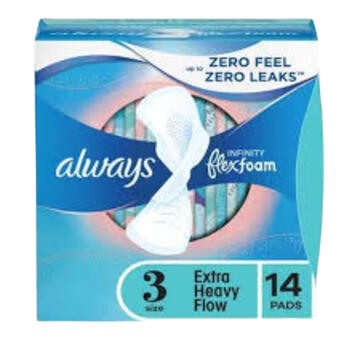 up to ZERO FEEL
ZERO LEAKS™
always
INFINITY
flexfoam
3
size
Extra
Heavy
Flow
14
PADS